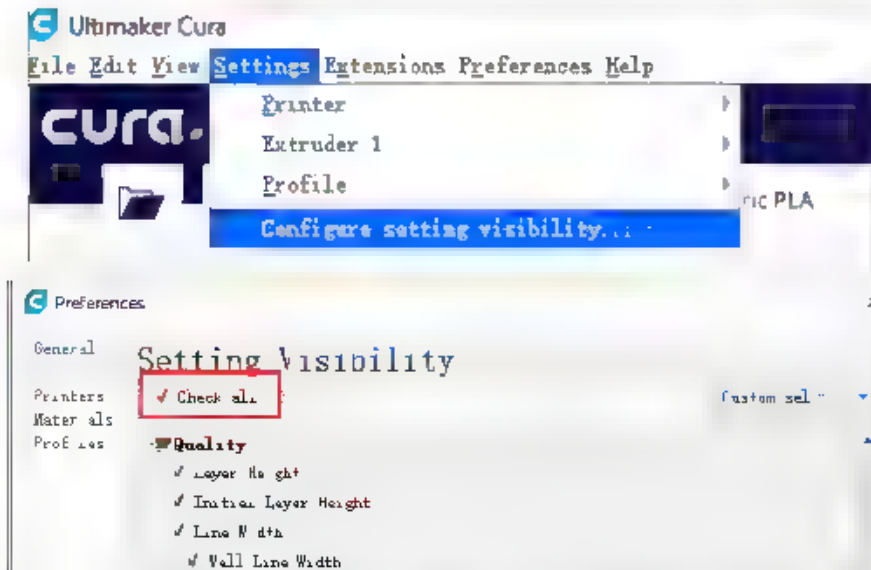 Ultimaker Cura
File Edit View Settings Extensions Preferences Help
cura.
Printer
Extruder 1
Profile
PLA
Configure setting visibility...
Preferences
General
Setting Visibility
Printers
Check all
Custom
Materials
Profiles
Quality
Layer Height
Initial Layer Height
Line Width
Wall Line Width